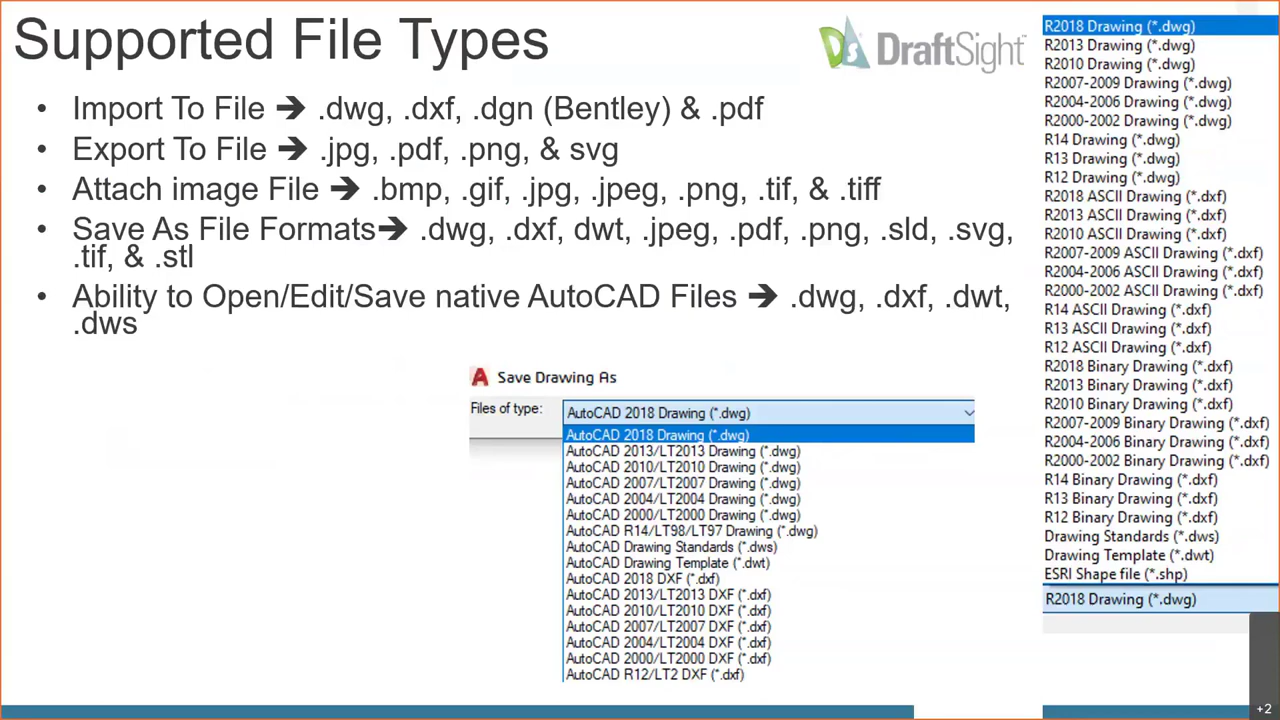 Supported File Types
DraftSight™
• Import To File ➔ .dwg, .dxf, .dgn (Bentley) & .pdf
• Export To File ➔ .jpg, .pdf, .png, & svg
• Attach image File ➔ .bmp, .gif, .jpg, .jpeg, .png, .tif, & .tiff
• Save As File Formats➔ .dwg, .dxf, dwt, .jpeg, .pdf, .png, .sld, .svg,
.tif, & .stl
• Ability to Open/Edit/Save native AutoCAD Files ➔ .dwg, .dxf, .dwt,
.dws
Save Drawing As
Files of type: AutoCAD 2018 Drawing (*.dwg)
AutoCAD 2018 Drawing (*.dwg)
AutoCAD 2013/LT2013 Drawing (*.dwg)
AutoCAD 2010/LT2010 Drawing (*.dwg)
AutoCAD 2007/LT2007 Drawing (*.dwg)
AutoCAD 2004/LT2004 Drawing (*.dwg)
AutoCAD 2000/LT2000 Drawing (*.dwg)
AutoCAD R14/LT98/LT97 Drawing (*.dwg)
AutoCAD Drawing Standards (*.dws)
AutoCAD Drawing Template (*.dwt)
AutoCAD 2018 DXF (*.dxf)
AutoCAD 2013/LT2013 DXF (*.dxf)
AutoCAD 2010/LT2010 DXF (*.dxf)
AutoCAD 2007/LT2007 DXF (*.dxf)
AutoCAD 2004/LT2004 DXF (*.dxf)
AutoCAD 2000/LT2000 DXF (*.dxf)
AutoCAD R12/LT2 DXF (*.dxf)
R2018 Drawing (*.dwg)
R2013 Drawing (*.dwg)
R2010 Drawing (*.dwg)
R2007-2009 Drawing (*.dwg)
R2004-2006 Drawing (*.dwg)
R2000-2002 Drawing (*.dwg)
R14 Drawing (*.dwg)
R13 Drawing (*.dwg)
R12 Drawing (*.dwg)
R2018 ASCII Drawing (*.dxf)
R2013 ASCII Drawing (*.dxf)
R2010 ASCII Drawing (*.dxf)
R2007-2009 ASCII Drawing (*.dxf)
R2004-2006 ASCII Drawing (*.dxf)
R2000-2002 ASCII Drawing (*.dxf)
R14 ASCII Drawing (*.dxf)
R13 ASCII Drawing (*.dxf)
R12 ASCII Drawing (*.dxf)
R2018 Binary Drawing (*.dxf)
R2013 Binary Drawing (*.dxf)
R2010 Binary Drawing (*.dxf)
R2007-2009 Binary Drawing (*.dxf)
R2004-2006 Binary Drawing (*.dxf)
R2000-2002 Binary Drawing (*.dxf)
R14 Binary Drawing (*.dxf)
R13 Binary Drawing (*.dxf)
R12 Binary Drawing (*.dxf)
Drawing Standards (*.dws)
Drawing Template (*.dwt)
ESRI Shape file (*.shp)
R2018 Drawing (*.dwg)
+2